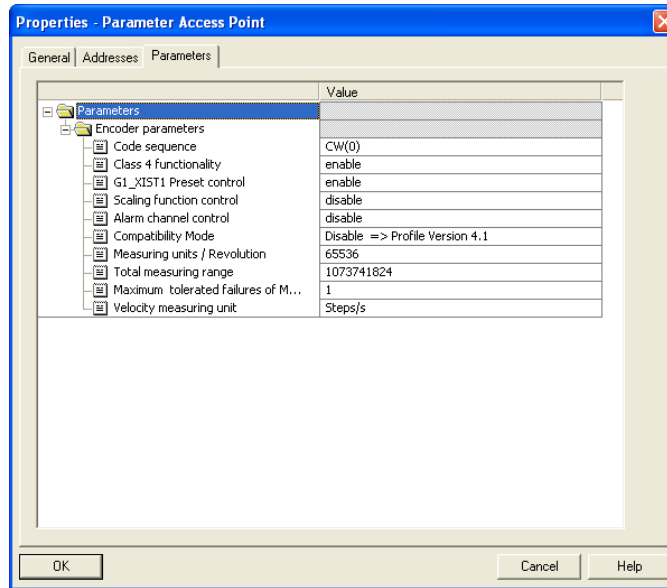 Properties - Parameter Access Point
General Addresses Parameters
Value
Parameters
Encoder parameters
Code sequence CW(0)
Class 4 functionality enable
G1_XIST1 Preset control enable
Scaling function control disable
Alarm channel control disable
Compatibility Mode Disable => Profile Version 4.1
Measuring units / Revolution 65536
Total measuring range 1073741824
Maximum tolerated failures of M... 1
Velocity measuring unit Steps/s
OK Cancel Help